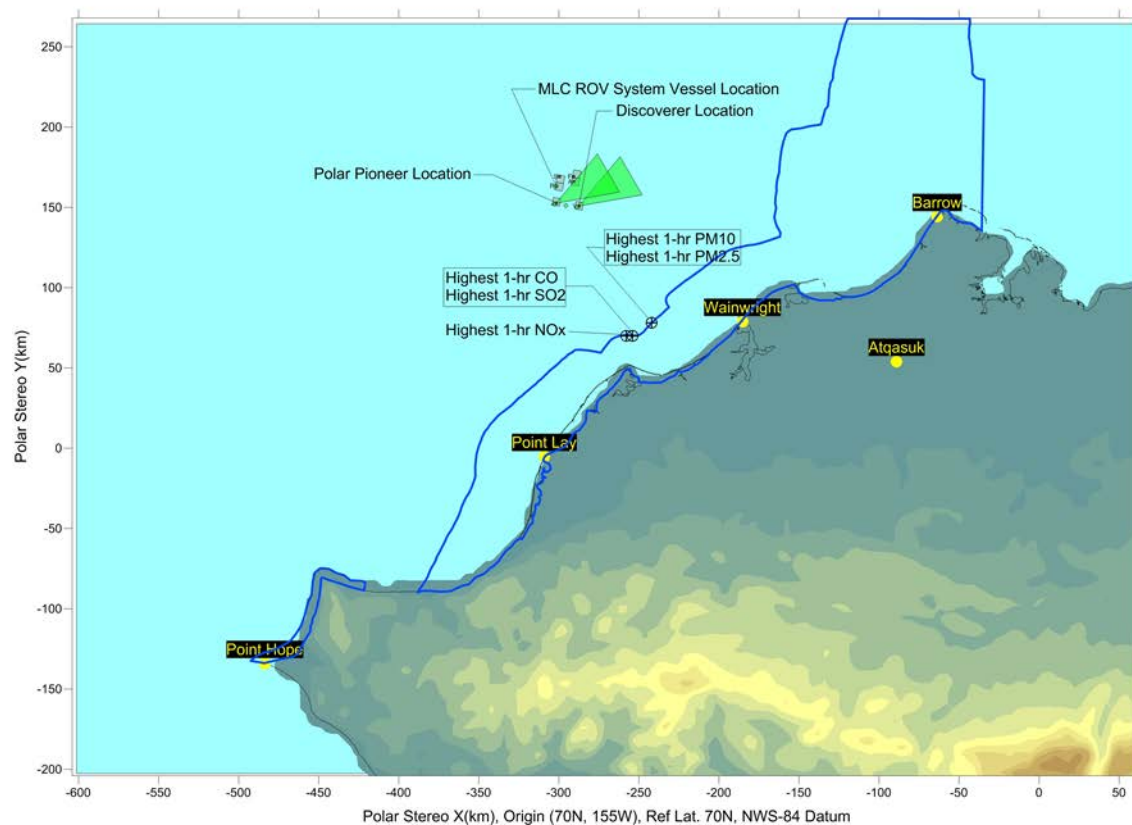 250
200
150
100
50
0
-50
-100
-150
-200
Polar Stereo Y(km)
MLC ROV System Vessel Location
Discoverer Location
Polar Pioneer Location
Barrow
Highest 1-hr PM10
Highest 1-hr PM2.5
Highest 1-hr CO
Highest 1-hr SO2
Highest 1-hr NOx
Wainwright
Atqasuk
Point Lay
Point Hope
-600 -550 -500 -450 -400 -350 -300 -250 -200 -150 -100 -50 0 50
Polar Stereo X(km), Origin (70N, 155W), Ref Lat. 70N, NWS-84 Datum